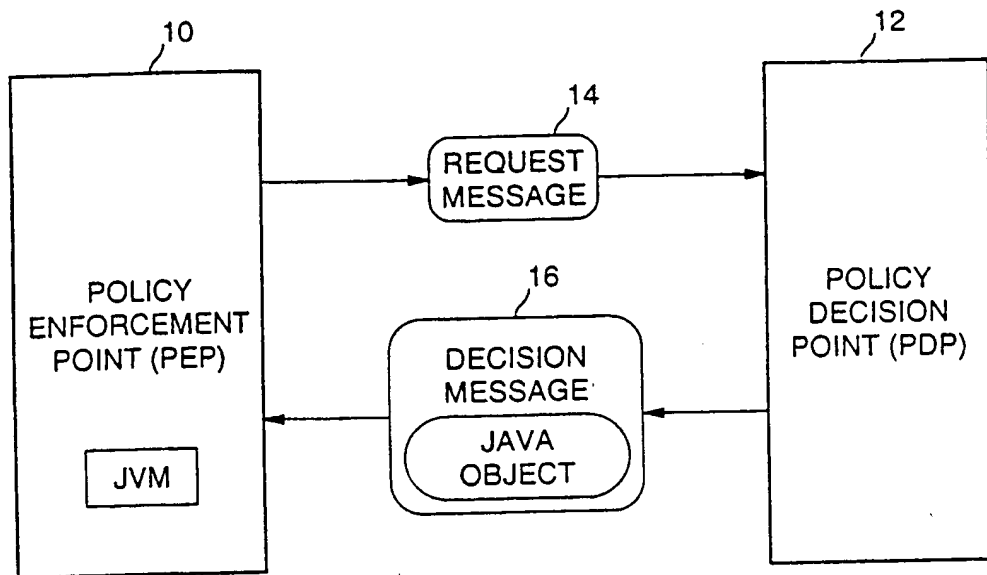 10
12
14
REQUEST
MESSAGE
16
POLICY
ENFORCEMENT
POINT (PEP)
DECISION
MESSAGE
JAVA
OBJECT
POLICY
DECISION
POINT (PDP)
JVM